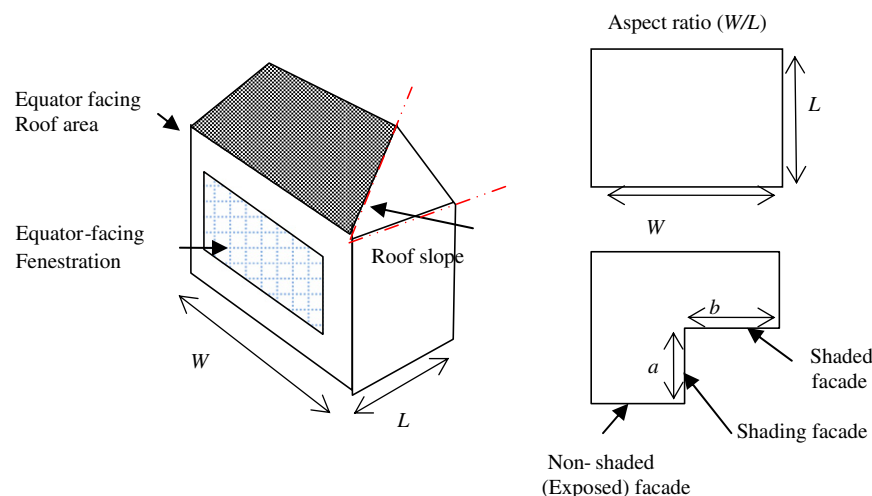 Aspect ratio (W/L)
Equator facing
Roof area
L
W
Equator-facing
Fenestration
Roof slope
W
L
b
a
Shaded
facade
Shading facade
Non- shaded
(Exposed) facade